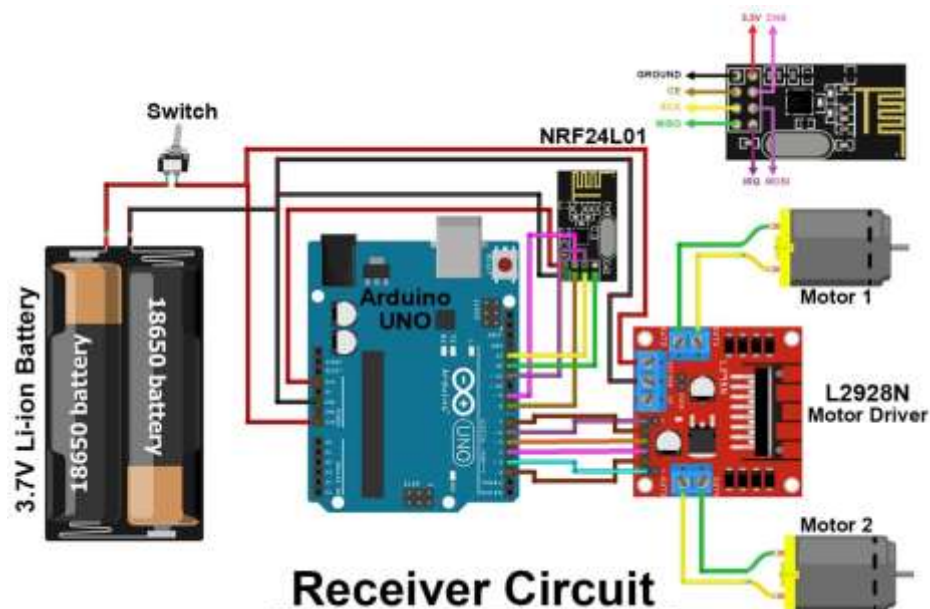 3.3V
CSN
GROUND
CE
SCK
MISO
IRQ
MOSI
Switch
NRF24L01
Motor 1
3.7V Li-ion Battery
18650 battery
18650 battery
Arduino
UNO
UNO
L2928N
Motor Driver
Motor 2
Receiver Circuit